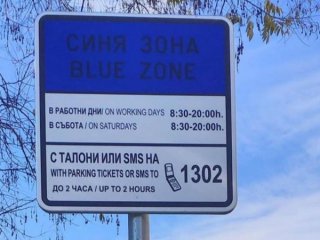 СИНЯ ЗОНА
BLUE ZONE
В РАБОТНИ ДНИ/ ON WORKING DAYS 8:30-20:00h.
В СЪБОТА / ON SATURDAYS 8:30-20:00h.
С ТАЛОНИ ИЛИ SMS НА
WITH PARKING TICKETS OR SMS TO 1302
ДО 2 ЧАСА / UP TO 2 HOURS